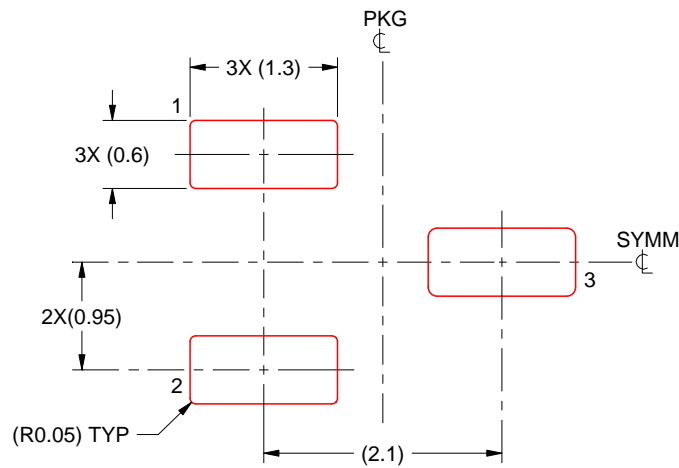 PKG
℄
3X (1.3)
1
3X (0.6)
SYMM
℄
3
2X(0.95)
2
(R0.05) TYP
(2.1)